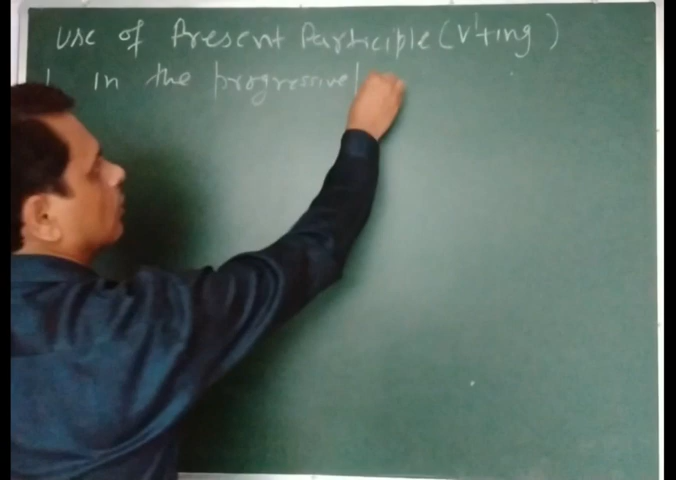 Use of Present Participle (V¹+ing)
1. in the progressive